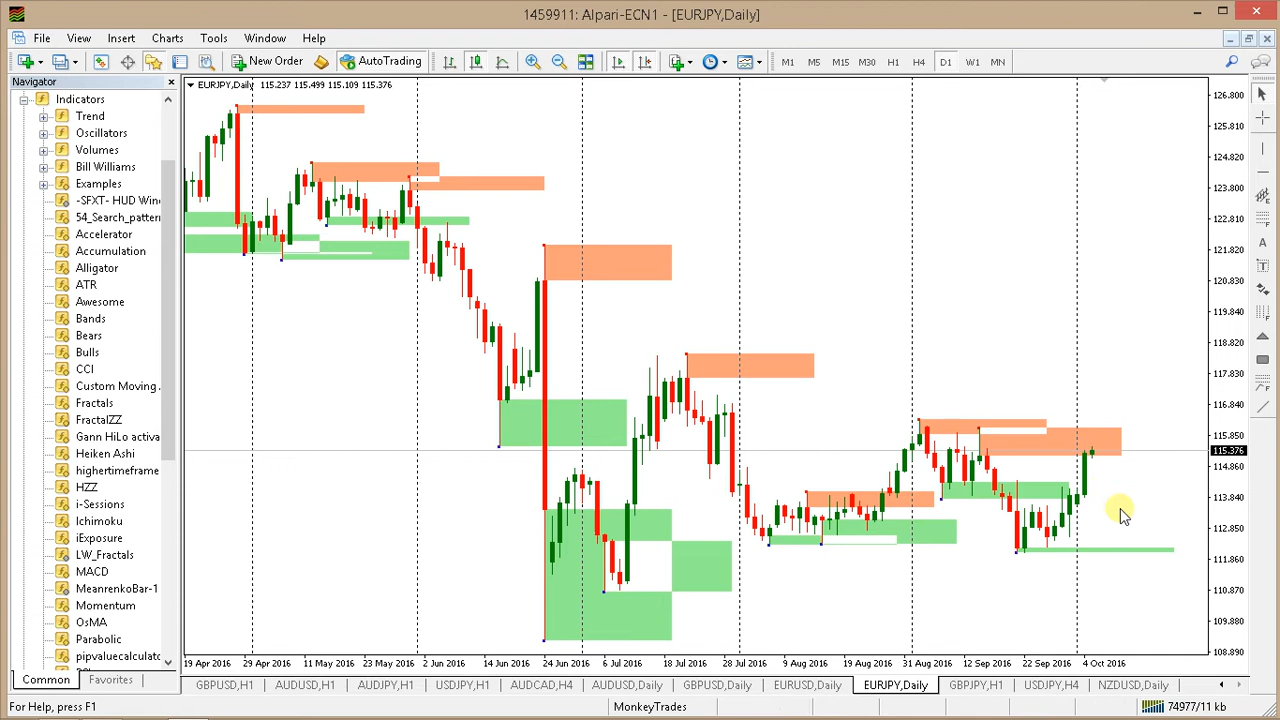 1459911: Alpari-ECN1 - [EURJPY,Daily]
File View Insert Charts Tools Window Help
New Order AutoTrading M1 M5 M15 M30 H1 H4 D1 W1 MN
Navigator
Indicators
Trend
Oscillators
Volumes
Bill Williams
Examples
-SFXT- HUD Win
54_Search_pattern
Accelerator
Accumulation
Alligator
ATR
Awesome
Bands
Bears
Bulls
CCI
Custom Moving
Fractals
FractalZZ
Gann HiLo activa
Heiken Ashi
highertimeframe
HZZ
i-Sessions
Ichimoku
iExposure
LW_Fractals
MACD
MeanrenkoBar-1
Momentum
OsMA
Parabolic
pipvaluecalculato
Common Favorites
EURJPY,Daily 115.237 115.499 115.109 115.376
126.800
125.810
124.820
123.800
122.810
121.820
120.830
119.840
118.820
117.830
116.840
115.850
115.376
114.860
113.840
112.850
111.860
110.870
109.880
108.890
19 Apr 2016 29 Apr 2016 11 May 2016 23 May 2016 2 Jun 2016 14 Jun 2016 24 Jun 2016 6 Jul 2016 18 Jul 2016 28 Jul 2016 9 Aug 2016 19 Aug 2016 31 Aug 2016 12 Sep 2016 22 Sep 2016 4 Oct 2016
GBPUSD,H1 AUDUSD,H1 AUDJPY,H1 USDJPY,H1 AUDCAD,H4 AUDUSD,Daily GBPUSD,Daily EURUSD,Daily EURJPY,Daily GBPJPY,H1 USDJPY,H4 NZDUSD,Daily
For Help, press F1 MonkeyTrades 74977/11 kb